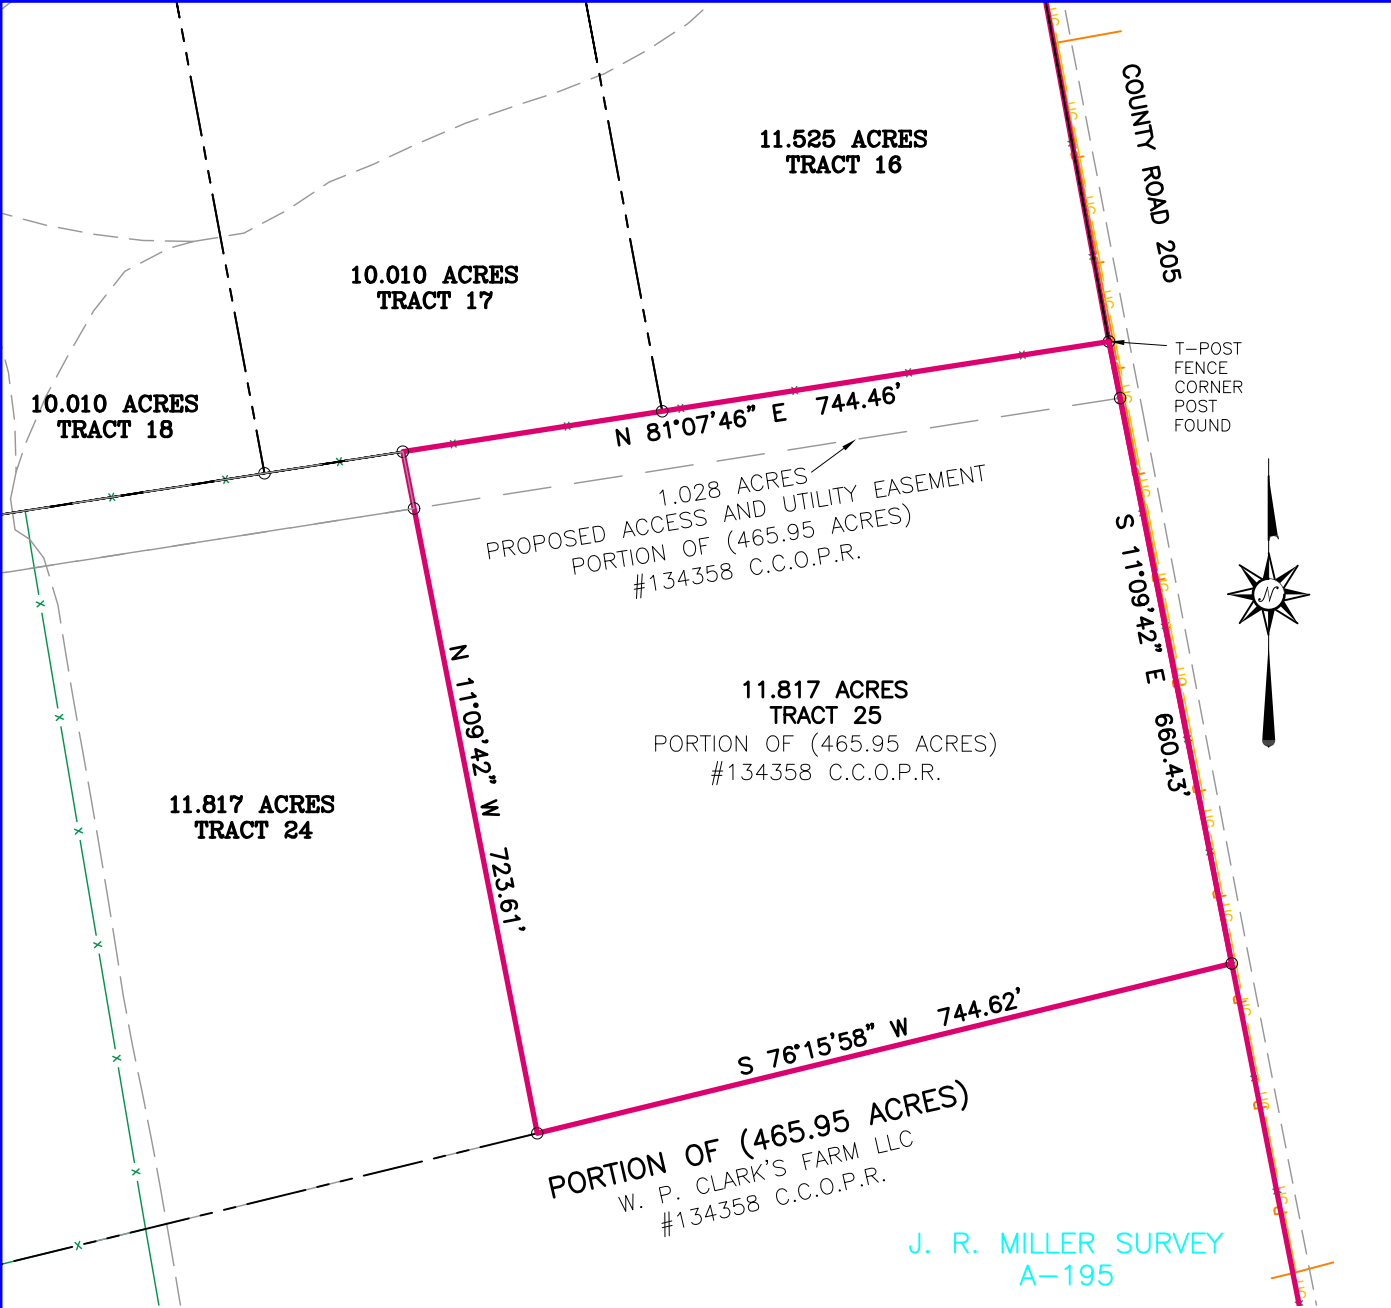 COUNTY ROAD 205
11.525 ACRES
TRACT 16
10.010 ACRES
TRACT 17
10.010 ACRES
TRACT 18
T-POST
FENCE
CORNER
POST
FOUND
N 81°07'46" E 744.46'
1.028 ACRES
PROPOSED ACCESS AND UTILITY EASEMENT
PORTION OF (465.95 ACRES)
#134358 C.C.O.P.R.
S 11°09'42" E 660.43'
N
N 11°09'42" W 723.61'
11.817 ACRES
TRACT 25
PORTION OF (465.95 ACRES)
#134358 C.C.O.P.R.
11.817 ACRES
TRACT 24
S 76°15'58" W 744.62'
PORTION OF (465.95 ACRES)
W. P. CLARK'S FARM LLC
#134358 C.C.O.P.R.
J. R. MILLER SURVEY
A-195